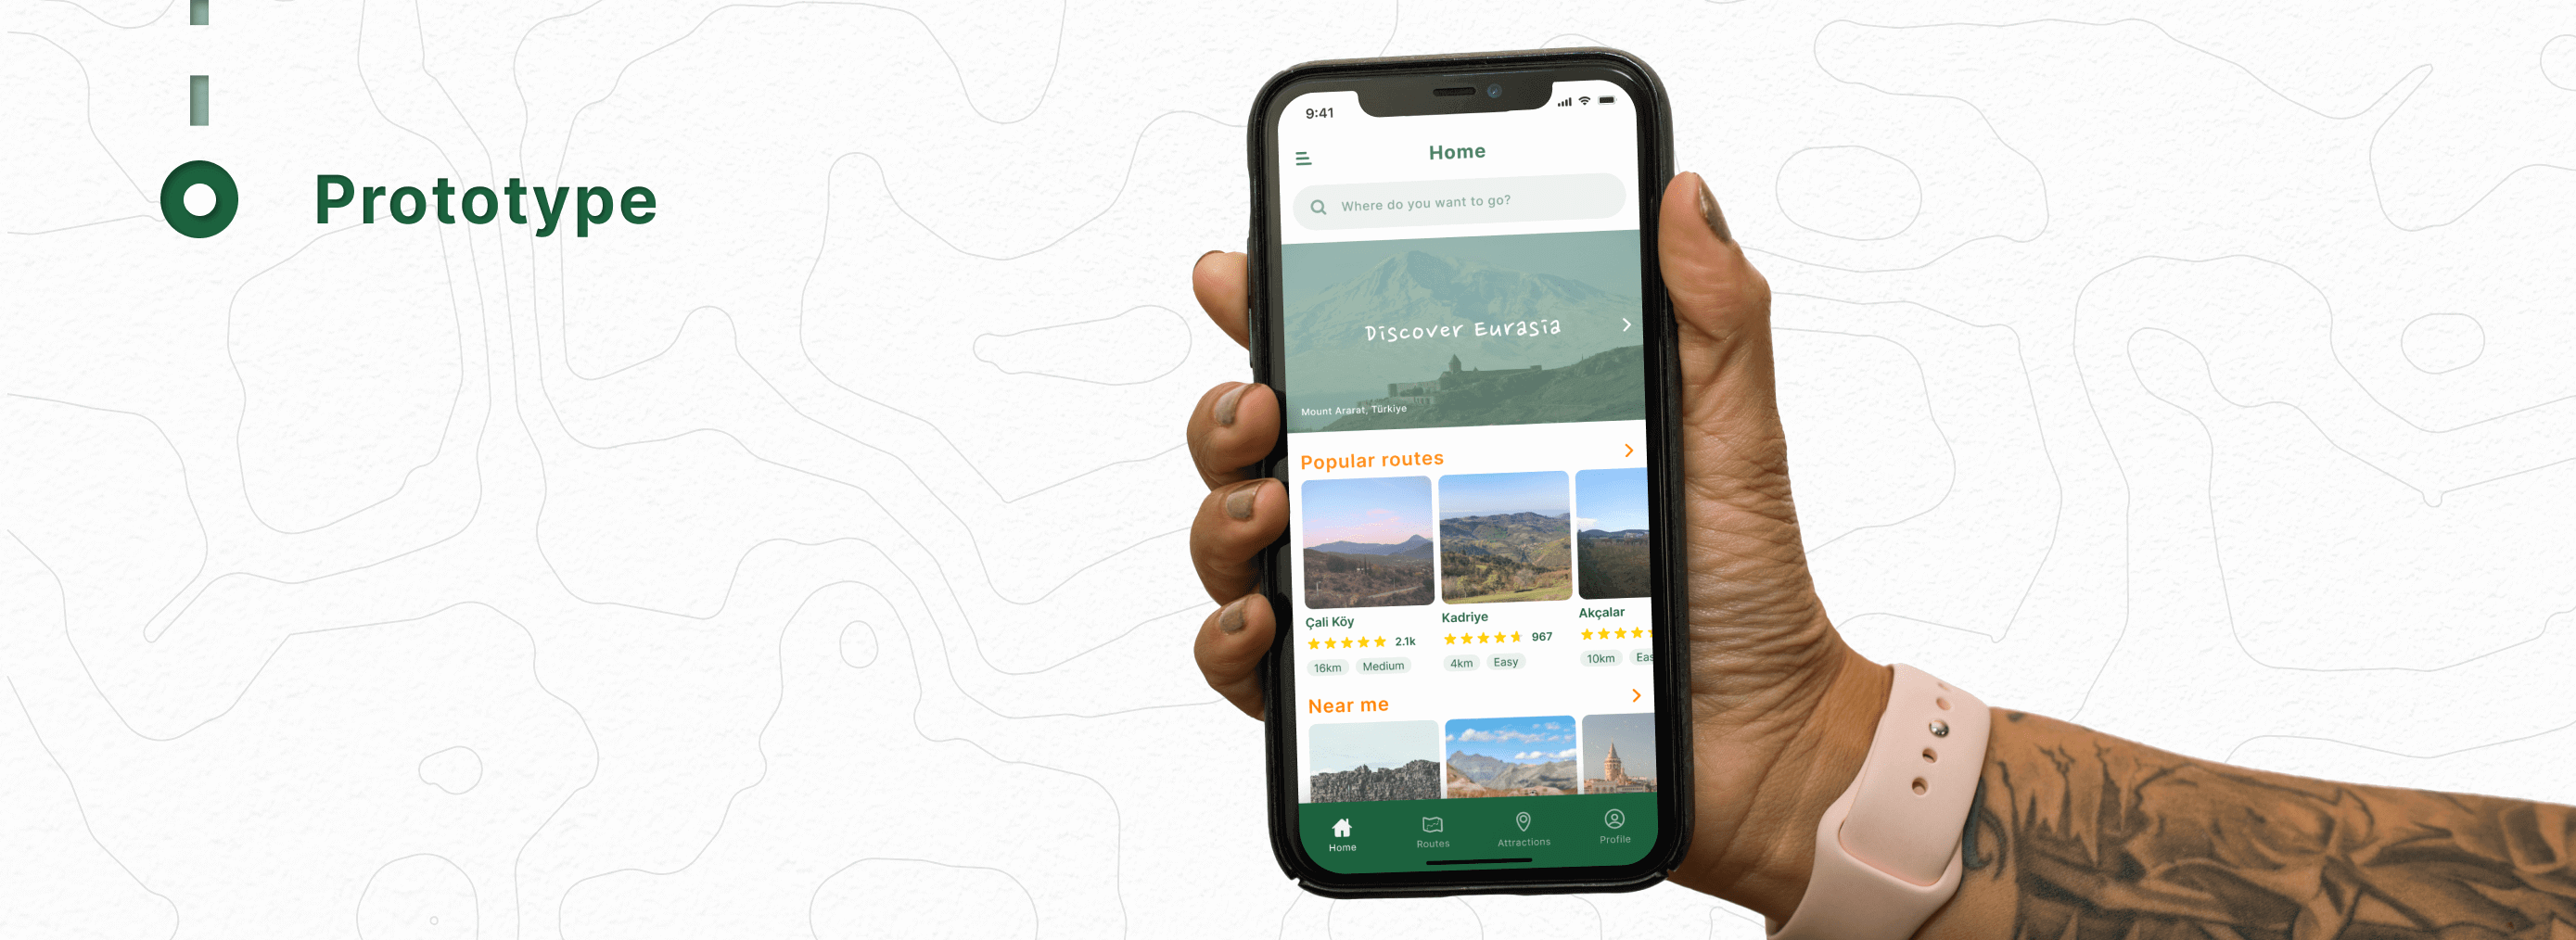 Prototype
9:41
Home
Where do you want to go?
Discover Eurasia
Mount Ararat, Türkiye
Popular routes
Çali Köy
2.1k
16km Medium
Kadriye
967
4km Easy
Akçalar
10km Eas
Near me
Home Routes Attractions Profile